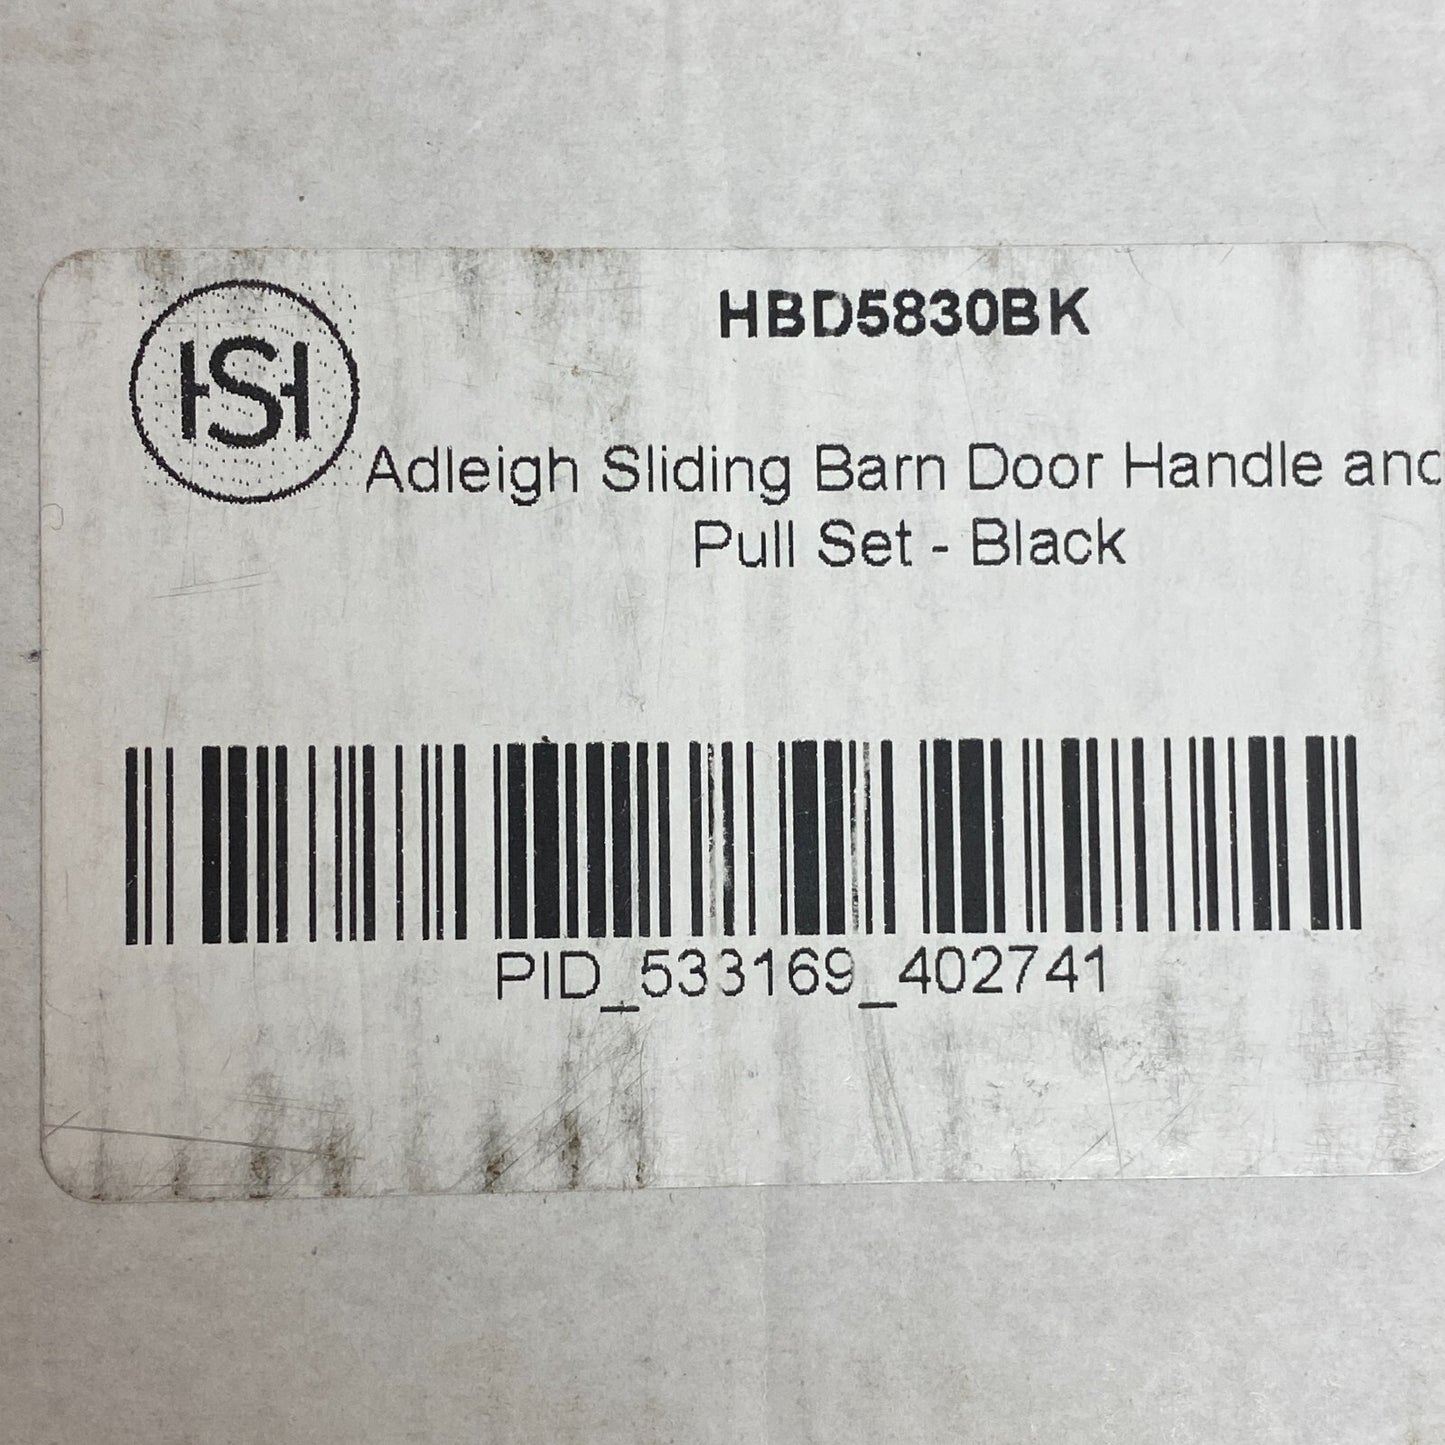 HBD5830BK
HSH
Adleigh Sliding Barn Door Handle and
Pull Set - Black
PID_533169_402741